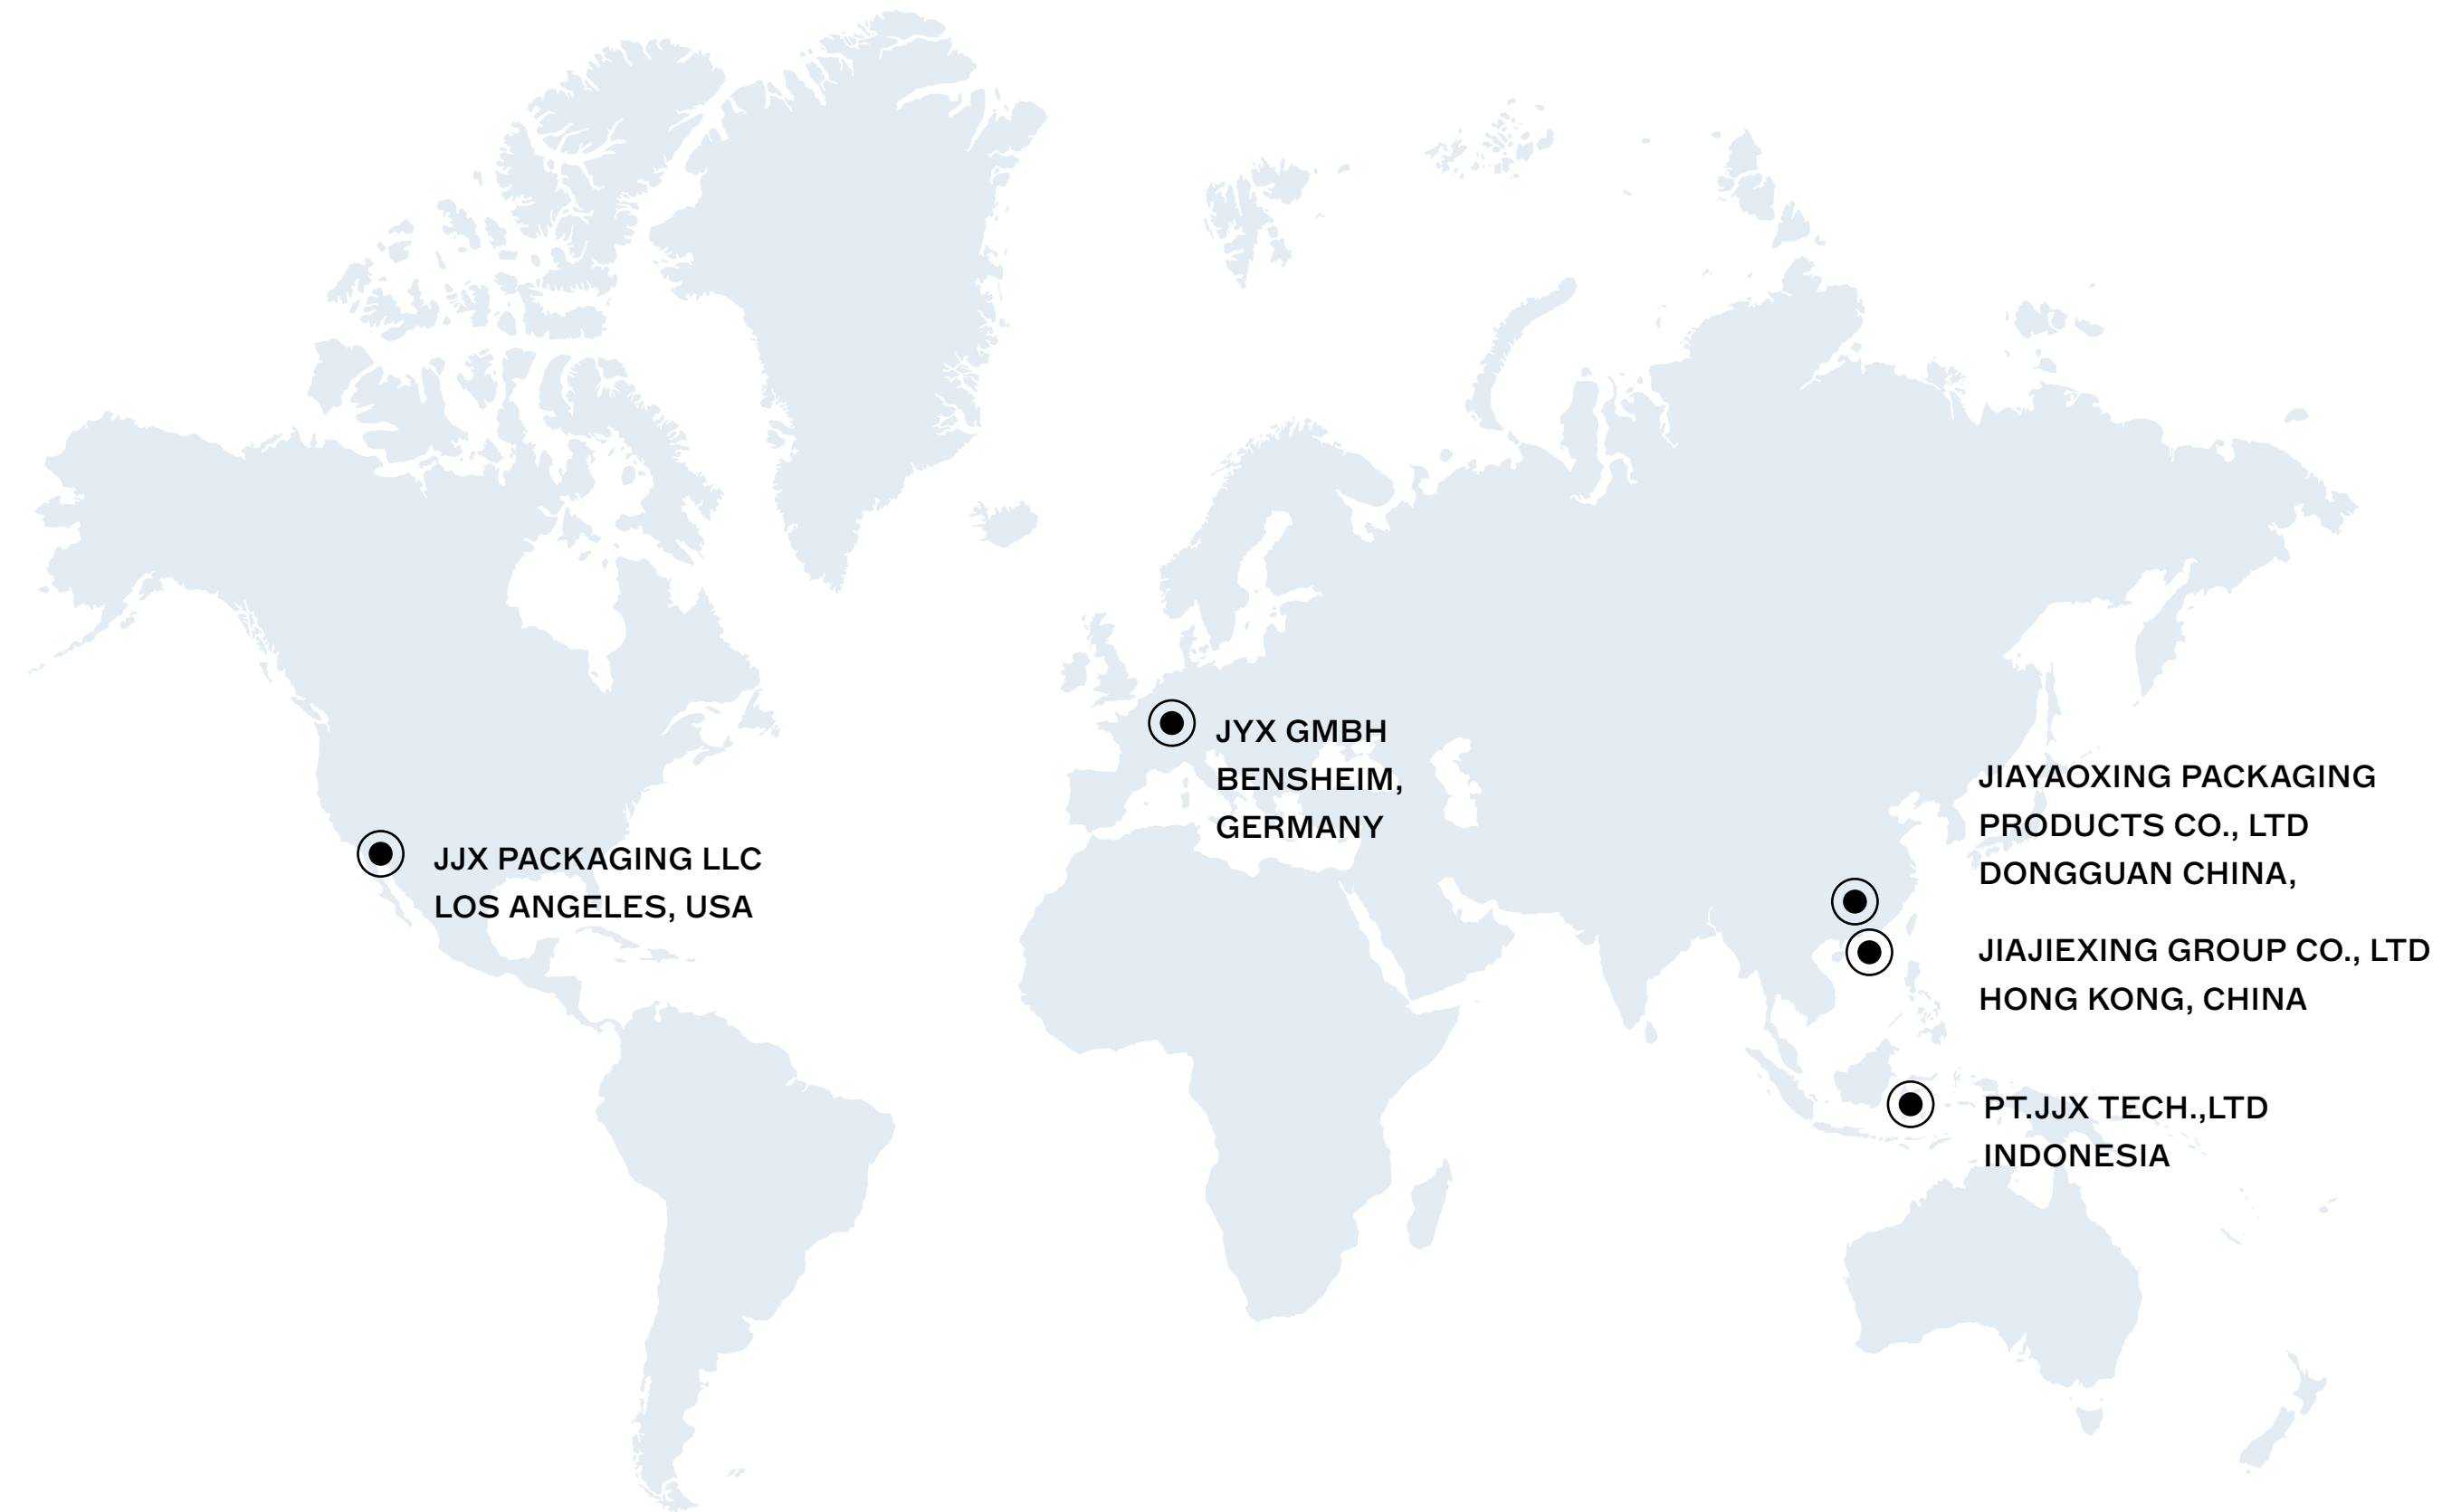 JYX GMBH
BENSHEIM,
GERMANY
JJX PACKAGING LLC
LOS ANGELES, USA
JIAYAOXING PACKAGING
PRODUCTS CO., LTD
DONGGUAN CHINA,
JIAJIEXING GROUP CO., LTD
HONG KONG, CHINA
PT.JJX TECH.,LTD
INDONESIA